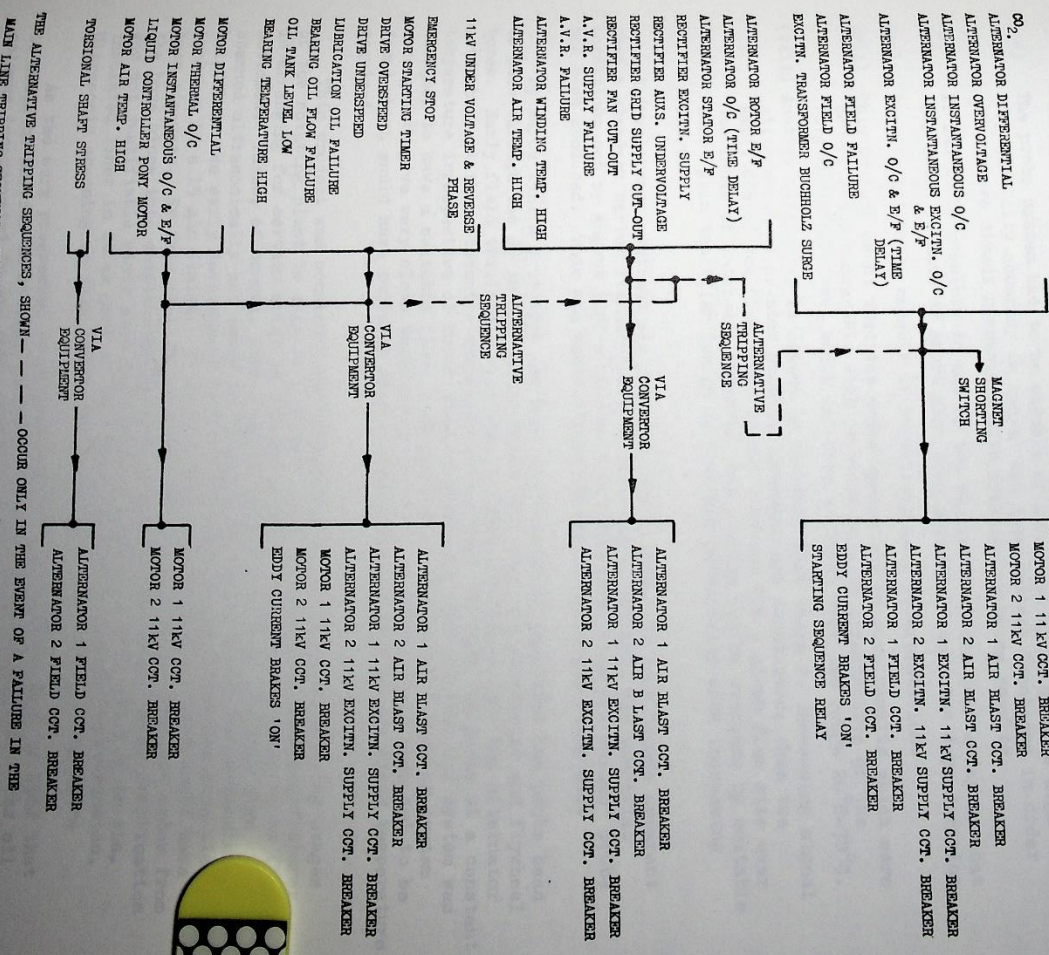 CO2.
ALTERNATOR DIFFERENTIAL
ALTERNATOR OVERVOLTAGE
ALTERNATOR INSTANTANEOUS O/C
ALTERNATOR INSTANTANEOUS EXCITN. O/C
& E/F
ALTERNATOR EXCITN. O/C & E/F (TIME
DELAY)
ALTERNATOR FIELD FAILURE
ALTERNATOR FIELD O/C
EXCITN. TRANSFORMER BUCHHOLZ SURGE
MAGNET
SHORTING
SWITCH
MOTOR 1 11 kV CCT. BREAKER
MOTOR 2 11kV CCT. BREAKER
ALTERNATOR 1 AIR BLAST CCT. BREAKER
ALTERNATOR 2 AIR BLAST CCT. BREAKER
ALTERNATOR 1 EXCITN. 11kV SUPPLY CCT. BREAKER
ALTERNATOR 2 EXCITN. 11kV SUPPLY CCT. BREAKER
ALTERNATOR 1 FIELD CCT. BREAKER
ALTERNATOR 2 FIELD CCT. BREAKER
EDDY CURRENT BRAKES 'ON'
STARTING SEQUENCE RELAY
ALTERNATIVE
TRIPPING
SEQUENCE
ALTERNATOR ROTOR E/F
ALTERNATOR O/C (TIME DELAY)
ALTERNATOR STATOR E/F
RECTIFIER EXCITN. SUPPLY
RECTIFIER AUXS. UNDERVOLTAGE
RECTIFIER GRID SUPPLY CUT-OUT
RECTIFIER FAN CUT-OUT
A.V.R. SUPPLY FAILURE
A.V.R. FAILURE
ALTERNATOR WINDING TEMP. HIGH
ALTERNATOR AIR TEMP. HIGH
VIA
CONVERTOR
EQUIPMENT
ALTERNATOR 1 AIR BLAST CCT. BREAKER
ALTERNATOR 2 AIR B LAST CCT. BREAKER
ALTERNATOR 1 11kV EXCITN. SUPPLY CCT. BREAKER
ALTERNATOR 2 11kV EXCITN. SUPPLY CCT. BREAKER
ALTERNATIVE
TRIPPING
SEQUENCE
11kV UNDER VOLTAGE & REVERSE
PHASE
EMERGENCY STOP
MOTOR STARTING TIMER
DRIVE OVERSPEED
DRIVE UNDERSPEED
LUBRICATION OIL FAILURE
BEARING OIL FLOW FAILURE
OIL TANK LEVEL LOW
BEARING TEMPERATURE HIGH
VIA
CONVERTOR
EQUIPMENT
ALTERNATOR 1 AIR BLAST CCT. BREAKER
ALTERNATOR 2 AIR BLAST CCT. BREAKER
ALTERNATOR 1 11kV EXCITN. SUPPLY CCT. BREAKER
ALTERNATOR 2 11kV EXCITN. SUPPLY CCT. BREAKER
MOTOR 1 11kV CCT. BREAKER
MOTOR 2 11kV CCT. BREAKER
EDDY CURRENT BRAKES 'ON'
MOTOR DIFFERENTIAL
MOTOR THERMAL O/C
MOTOR INSTANTANEOUS O/C & E/F
LIQUID CONTROLLER PONY MOTOR
MOTOR AIR TEMP. HIGH
MOTOR 1 11kV CCT. BREAKER
MOTOR 2 11kV CCT. BREAKER
TORSIONAL SHAFT STRESS
VIA
CONVERTOR
EQUIPMENT
ALTERNATOR 1 FIELD CCT. BREAKER
ALTERNATOR 2 FIELD CCT. BREAKER
THE ALTERNATIVE TRIPPING SEQUENCES, SHOWN — — — — OCCUR ONLY IN THE EVENT OF A FAILURE IN THE
MAIN LINE TRIPPING